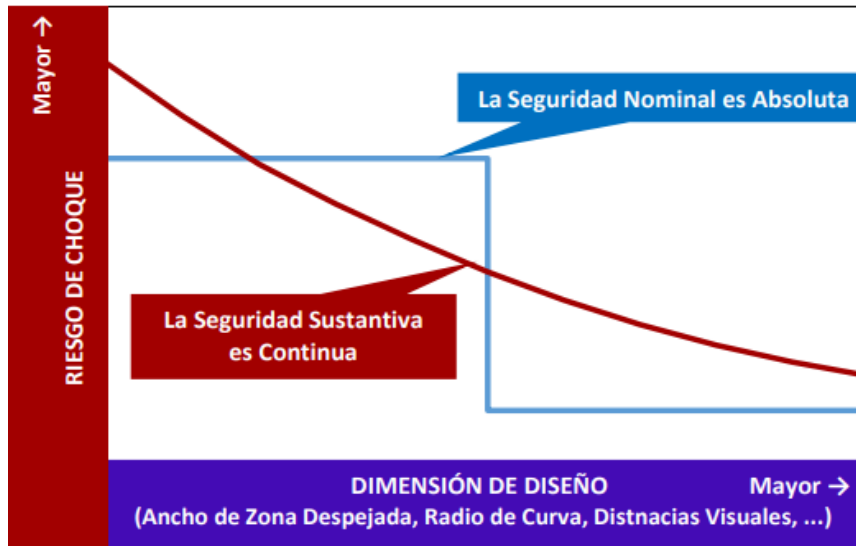 Mayor →
RIESGO DE CHOQUE
La Seguridad Nominal es Absoluta
La Seguridad Sustantiva
es Continua
DIMENSIÓN DE DISEÑO
Mayor →
(Ancho de Zona Despejada, Radio de Curva, Distnacias Visuales, ...)